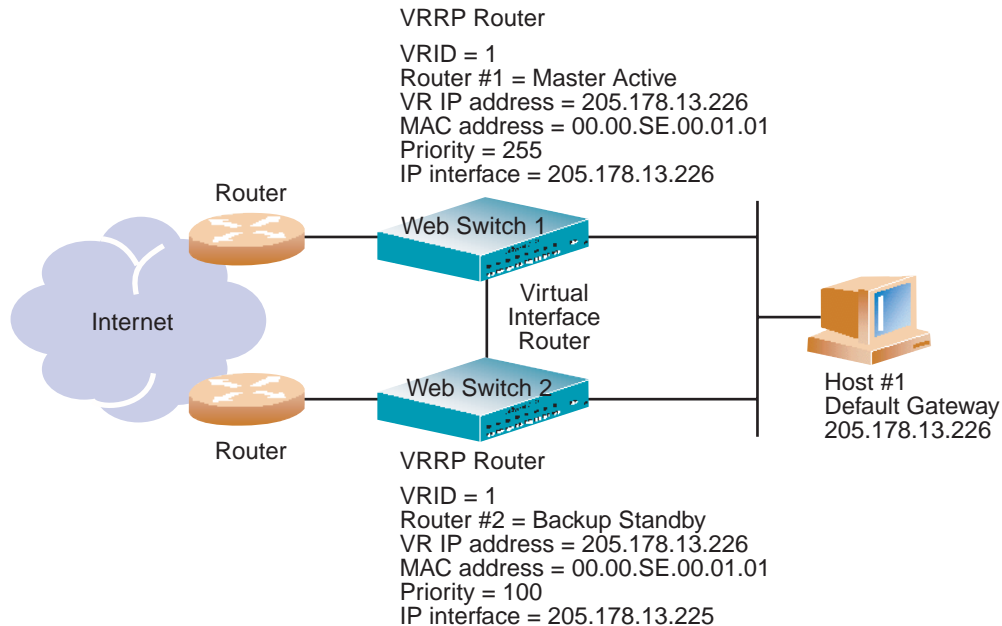 VRRP Router
VRID = 1
Router #1 = Master Active
VR IP address = 205.178.13.226
MAC address = 00.00.SE.00.01.01
Priority = 255
IP interface = 205.178.13.226
Router
Web Switch 1
Internet
Virtual
Interface
Router
Web Switch 2
Router
Host #1
Default Gateway
205.178.13.226
VRRP Router
VRID = 1
Router #2 = Backup Standby
VR IP address = 205.178.13.226
MAC address = 00.00.SE.00.01.01
Priority = 100
IP interface = 205.178.13.225